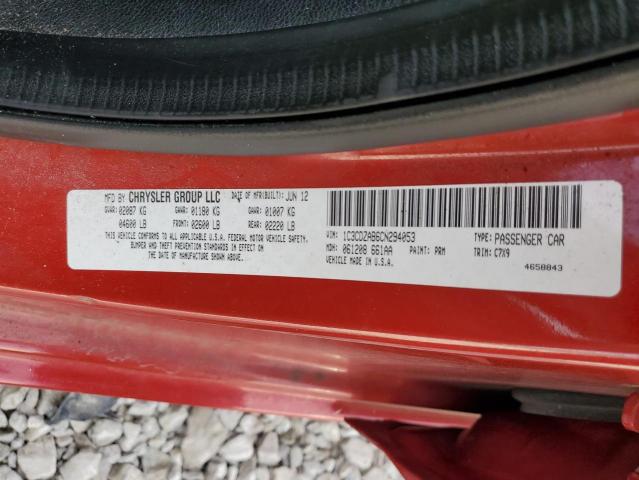 MFD BY CHRYSLER GROUP LLC DATE OF MFR(BUILT): JUN 12
GVWR: 02087 KG GAWR: 01180 KG GAWR: 01007 KG
04600 LB FRONT: 02600 LB REAR: 02220 LB
THIS VEHICLE CONFORMS TO ALL APPLICABLE U.S.A. FEDERAL MOTOR VEHICLE SAFETY,
BUMPER AND THEFT PREVENTION STANDARDS IN EFFECT ON
THE DATE OF MANUFACTURE SHOWN ABOVE.
VIN: 1C3CDZAB6CN294053 TYPE: PASSENGER CAR
MDH: 061208 661AA PAINT: PRM TRIM: C7X9
VEHICLE MADE IN U.S.A. 4658843